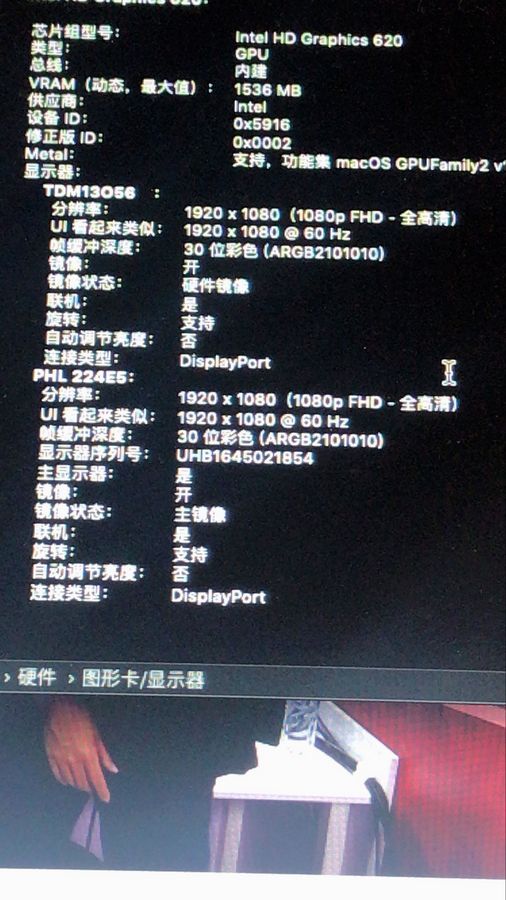 Intel HD Graphics 620:
芯片组型号： Intel HD Graphics 620
类型： GPU
总线： 内建
VRAM（动态，最大值）： 1536 MB
供应商： Intel
设备 ID： 0x5916
修正版 ID： 0x0002
Metal： 支持，功能集 macOS GPUFamily2 v1
显示器：
TDM13O56 ：
分辨率： 1920 x 1080（1080p FHD - 全高清）
UI 看起来类似： 1920 x 1080 @ 60 Hz
帧缓冲深度： 30 位彩色 (ARGB2101010)
镜像： 开
镜像状态： 硬件镜像
联机： 是
旋转： 支持
自动调节亮度： 否
连接类型： DisplayPort
PHL 224E5：
分辨率： 1920 x 1080（1080p FHD - 全高清）
UI 看起来类似： 1920 x 1080 @ 60 Hz
帧缓冲深度： 30 位彩色 (ARGB2101010)
显示器序列号： UHB1645021854
主显示器： 是
镜像： 开
镜像状态： 主镜像
联机： 是
旋转： 支持
自动调节亮度： 否
连接类型： DisplayPort
› 硬件 › 图形卡/显示器